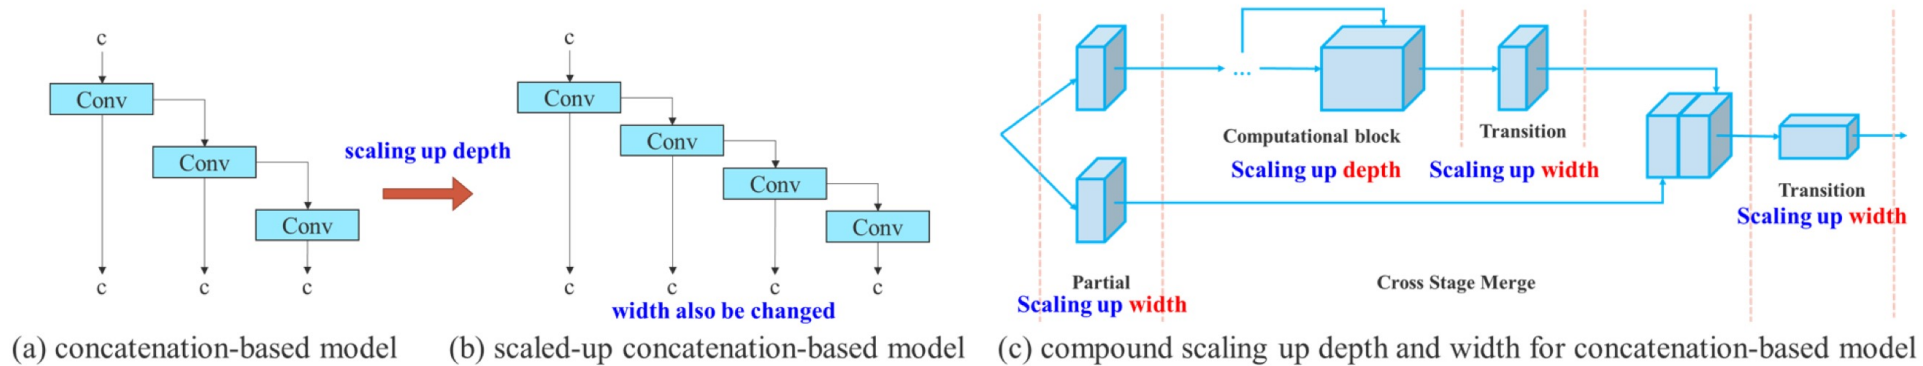 c
Conv
Conv
Conv
c c c
(a) concatenation-based model
scaling up depth
c
Conv
Conv
Conv
Conv
c c c c
width also be changed
(b) scaled-up concatenation-based model
...
Computational block
Scaling up depth
Transition
Scaling up width
Transition
Scaling up width
Partial
Scaling up width
Cross Stage Merge
(c) compound scaling up depth and width for concatenation-based model